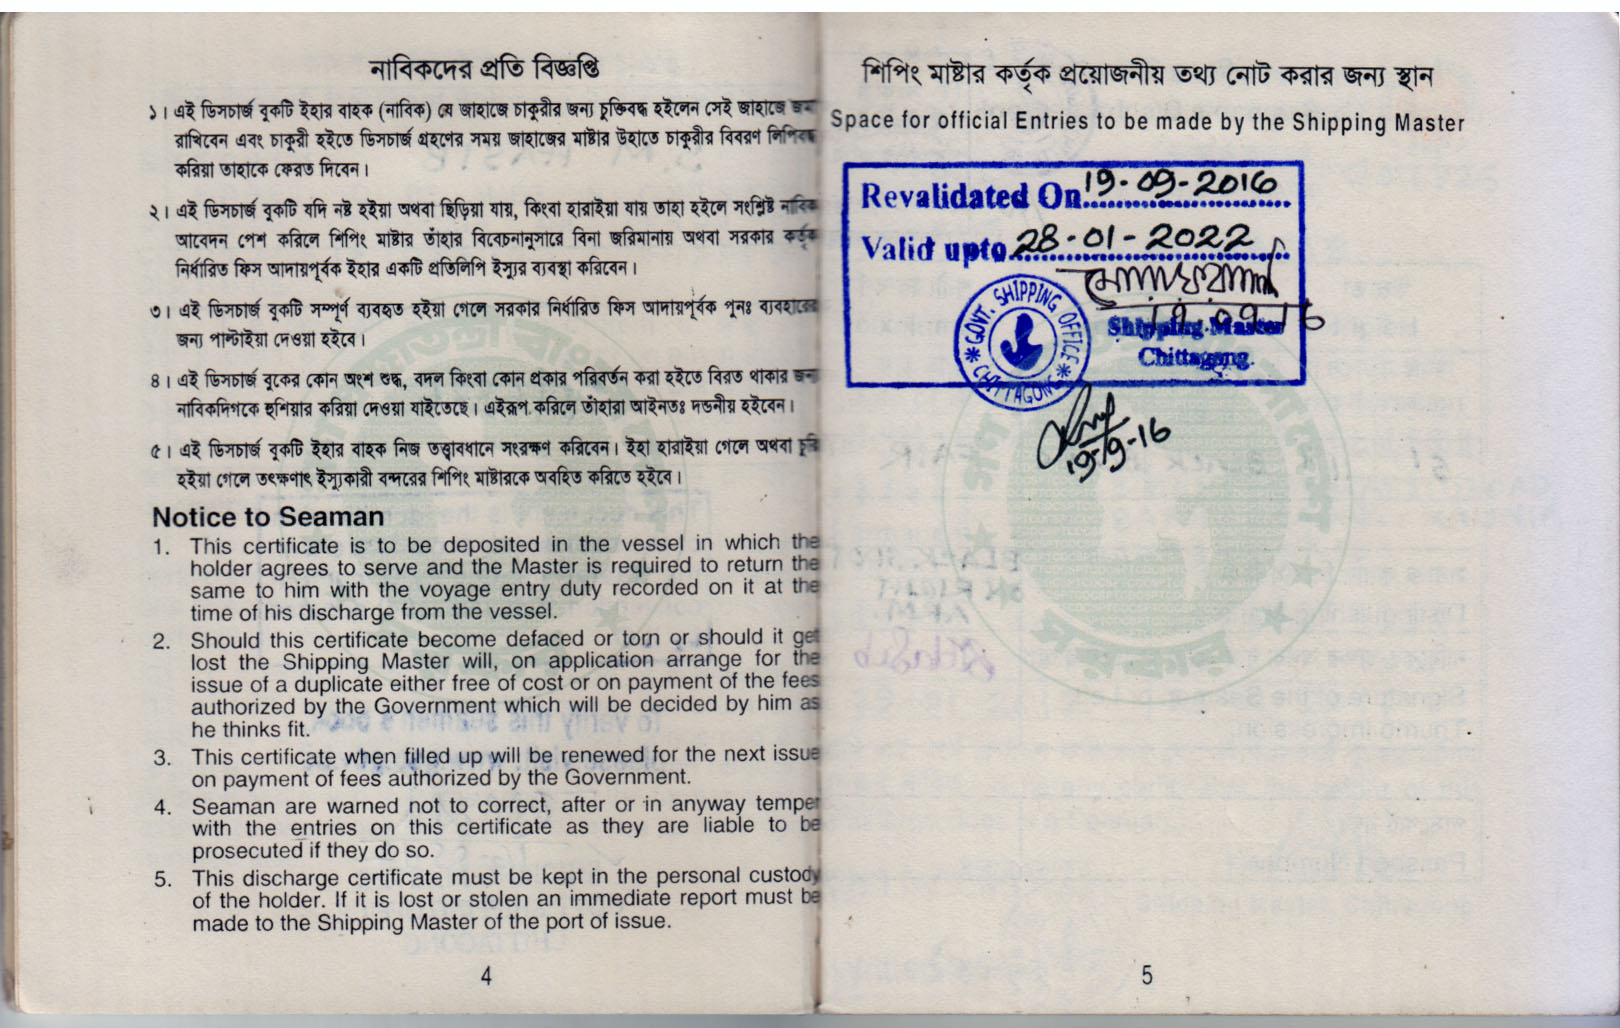 নাবিকদের প্রতি বিজ্ঞপ্তি
১। এই ডিসচার্জ বুকটি ইহার বাহক (নাবিক) যে জাহাজে চাকুরীর জন্য চুক্তিবদ্ধ হইলেন সেই জাহাজে জমা
রাখিবেন এবং চাকুরী হইতে ডিসচার্জ গ্রহণের সময় জাহাজের মাষ্টার উহাতে চাকুরীর বিবরণ লিপিবদ্ধ
করিয়া তাহাকে ফেরত দিবেন।
২। এই ডিসচার্জ বুকটি যদি নষ্ট হইয়া অথবা ছিড়িয়া যায়, কিংবা হারাইয়া যায় তাহা হইলে সংশ্লিষ্ট নাবিক
আবেদন পেশ করিলে শিপিং মাষ্টার তাঁহার বিবেচনানুসারে বিনা জরিমানায় অথবা সরকার কর্তৃক
নির্ধারিত ফিস আদায়পূর্বক ইহার একটি প্রতিলিপি ইস্যুর ব্যবস্থা করিবেন।
৩। এই ডিসচার্জ বুকটি সম্পূর্ণ ব্যবহৃত হইয়া গেলে সরকার নির্ধারিত ফিস আদায়পূর্বক পুনঃ ব্যবহারের
জন্য পাল্টাইয়া দেওয়া হইবে।
৪। এই ডিসচার্জ বুকের কোন অংশ শুদ্ধ, বদল কিংবা কোন প্রকার পরিবর্তন করা হইতে বিরত থাকার জন্য
নাবিকদিগকে হুশিয়ার করিয়া দেওয়া যাইতেছে। এইরূপ করিলে তাঁহারা আইনতঃ দন্ডনীয় হইবেন।
৫। এই ডিসচার্জ বুকটি ইহার বাহক নিজ তত্ত্বাবধানে সংরক্ষণ করিবেন। ইহা হারাইয়া গেলে অথবা চুরি
হইয়া গেলে তৎক্ষণাৎ ইস্যুকারী বন্দরের শিপিং মাষ্টারকে অবহিত করিতে হইবে।
Notice to Seaman
1. This certificate is to be deposited in the vessel in which the
holder agrees to serve and the Master is required to return the
same to him with the voyage entry duty recorded on it at the
time of his discharge from the vessel.
2. Should this certificate become defaced or torn or should it get
lost the Shipping Master will, on application arrange for the
issue of a duplicate either free of cost or on payment of the fees
authorized by the Government which will be decided by him as
he thinks fit.
3. This certificate when filled up will be renewed for the next issue
on payment of fees authorized by the Government.
4. Seaman are warned not to correct, after or in anyway temper
with the entries on this certificate as they are liable to be
prosecuted if they do so.
5. This discharge certificate must be kept in the personal custody
of the holder. If it is lost or stolen an immediate report must be
made to the Shipping Master of the port of issue.
4
শিপিং মাষ্টার কর্তৃক প্রয়োজনীয় তথ্য নোট করার জন্য স্থান
Space for official Entries to be made by the Shipping Master
Revalidated On 19-09-2016
Valid upto 28-01-2022
GOVT. SHIPPING OFFICE
CHITTAGONG
Shipping Master
Chittagong.
19-9-16
5